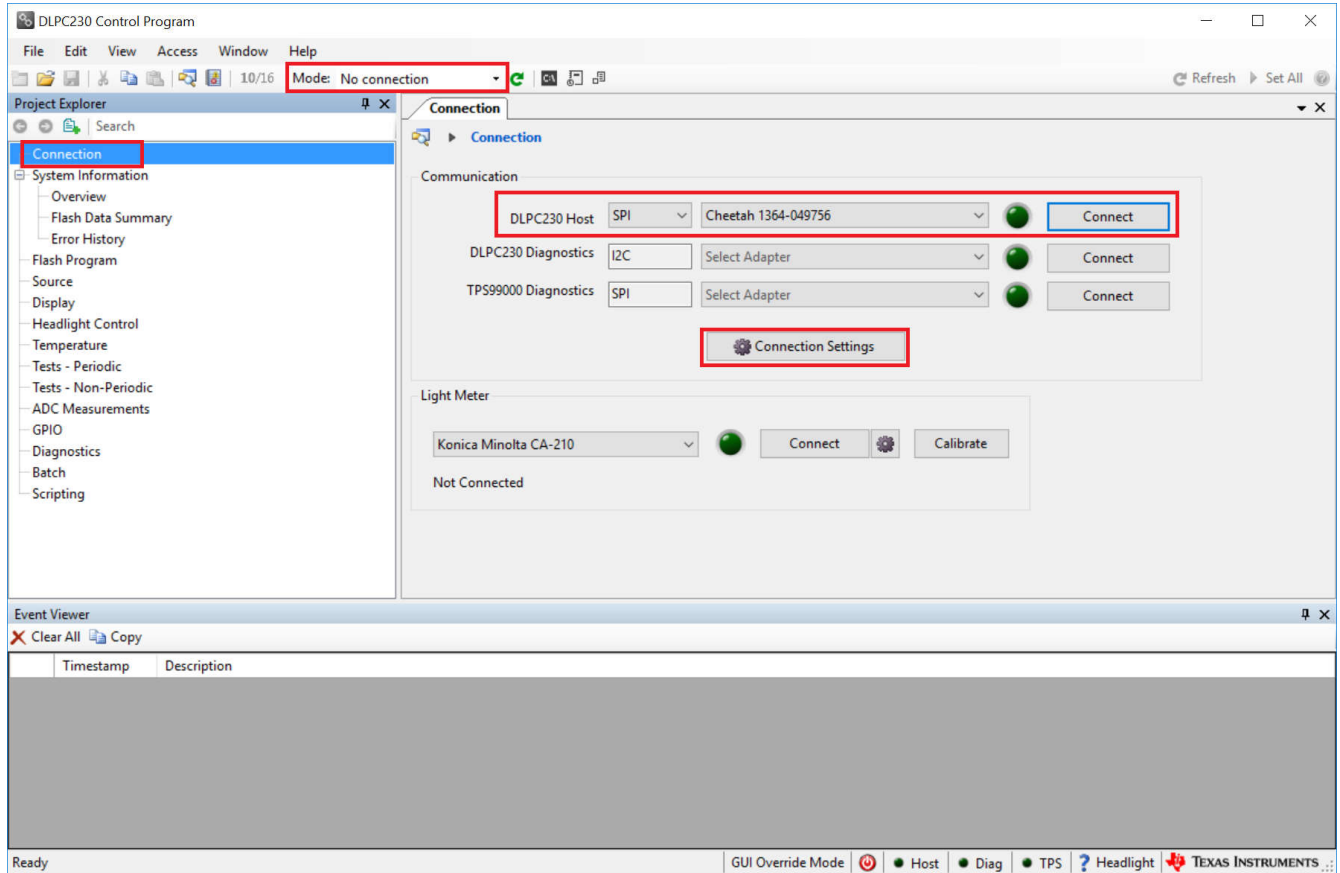 DLPC230 Control Program
File Edit View Access Window Help
10/16 Mode: No connection Refresh Set All
Project Explorer
Search
Connection
System Information
Overview
Flash Data Summary
Error History
Flash Program
Source
Display
Headlight Control
Temperature
Tests - Periodic
Tests - Non-Periodic
ADC Measurements
GPIO
Diagnostics
Batch
Scripting
Connection
Connection
Communication
DLPC230 Host SPI Cheetah 1364-049756 Connect
DLPC230 Diagnostics I2C Select Adapter Connect
TPS99000 Diagnostics SPI Select Adapter Connect
Connection Settings
Light Meter
Konica Minolta CA-210 Connect Calibrate
Not Connected
Event Viewer
Clear All Copy
Timestamp Description
Ready GUI Override Mode Host Diag TPS ? Headlight TEXAS INSTRUMENTS